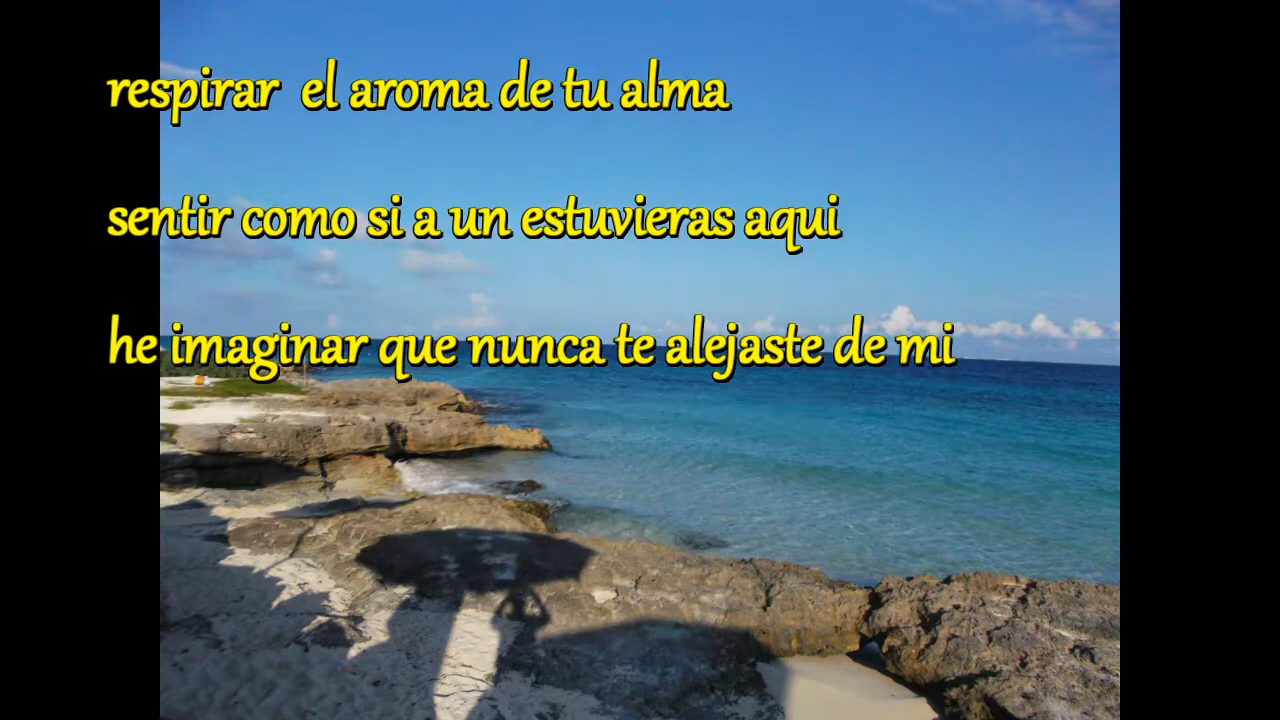 respirar  el aroma de tu alma
sentir como si a un estuvieras aqui
he imaginar que nunca te alejaste de mi